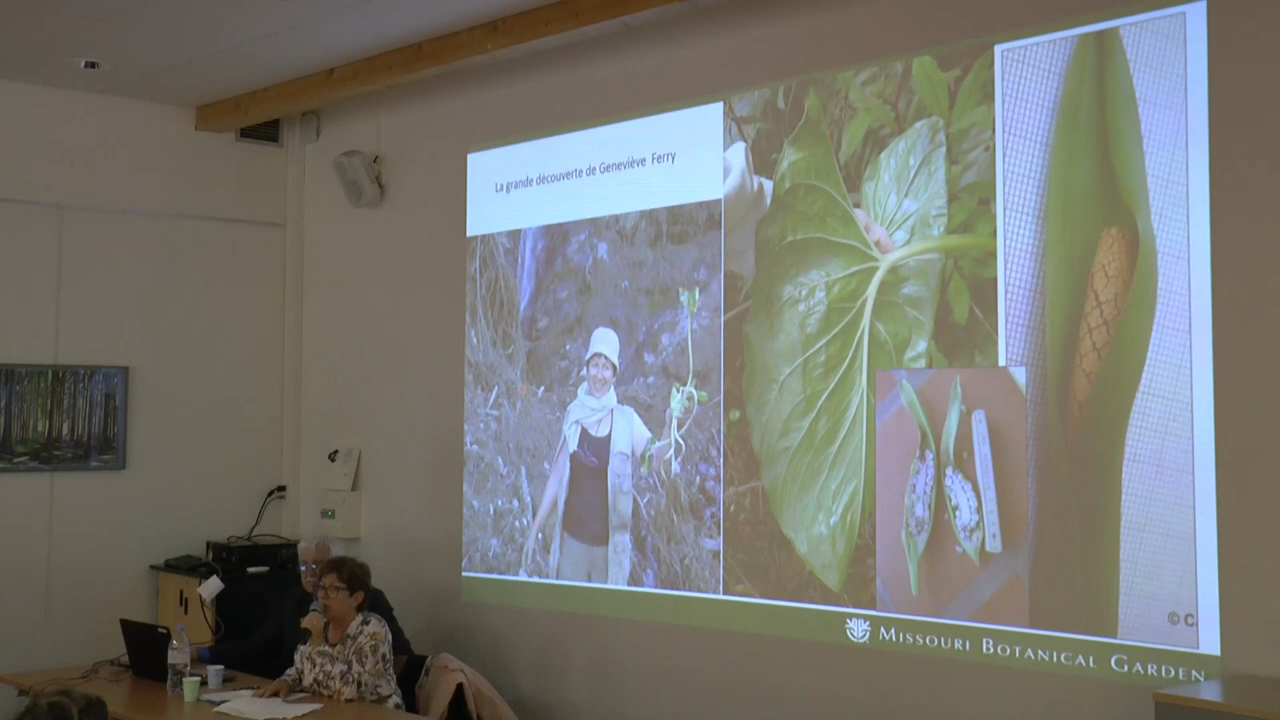 La grande découverte de Geneviève Ferry
© C
MISSOURI BOTANICAL GARDEN